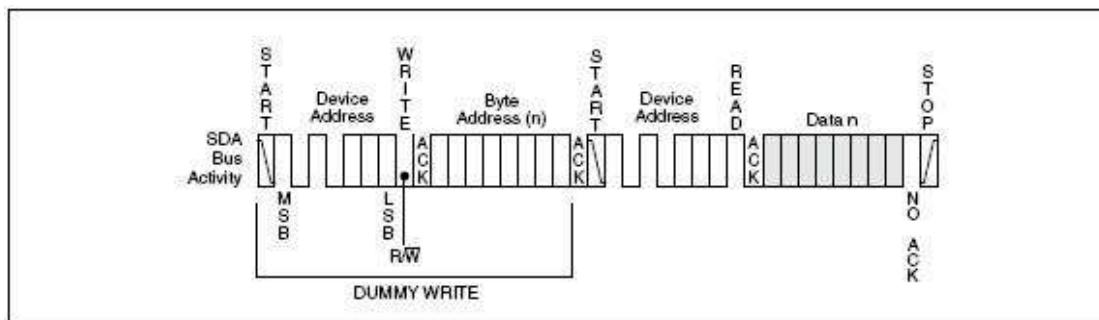 START
Device
Address
WRITE
Byte
Address (n)
START
Device
Address
READ
Data n
STOP
SDA
Bus
Activity
ACK
ACK
ACK
MSB
LSB
R/W̅
NO ACK
DUMMY WRITE